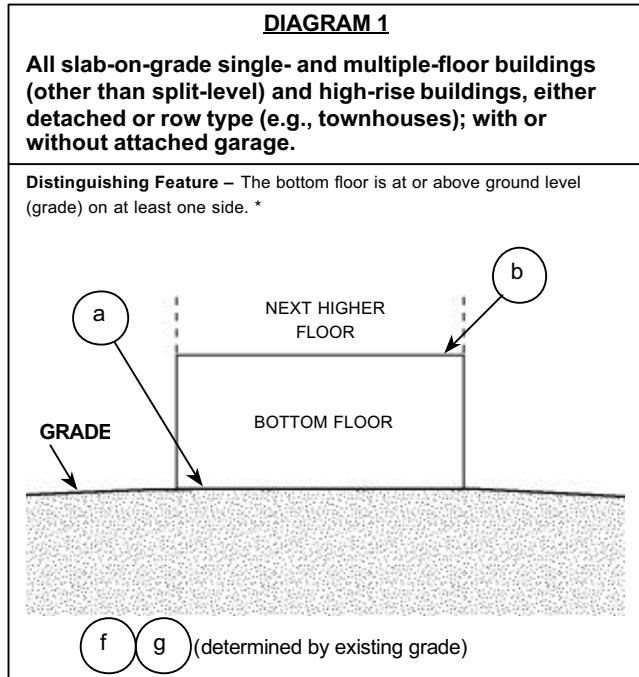 DIAGRAM 1
All slab-on-grade single- and multiple-floor buildings
(other than split-level) and high-rise buildings, either
detached or row type (e.g., townhouses); with or
without attached garage.
Distinguishing Feature – The bottom floor is at or above ground level
(grade) on at least one side. *
b
a
NEXT HIGHER
FLOOR
BOTTOM FLOOR
GRADE
f g (determined by existing grade)